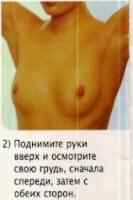 2) Поднимите руки
вверх и осмотрите
свою грудь, сначала
спереди, затем с
обеих сторон.